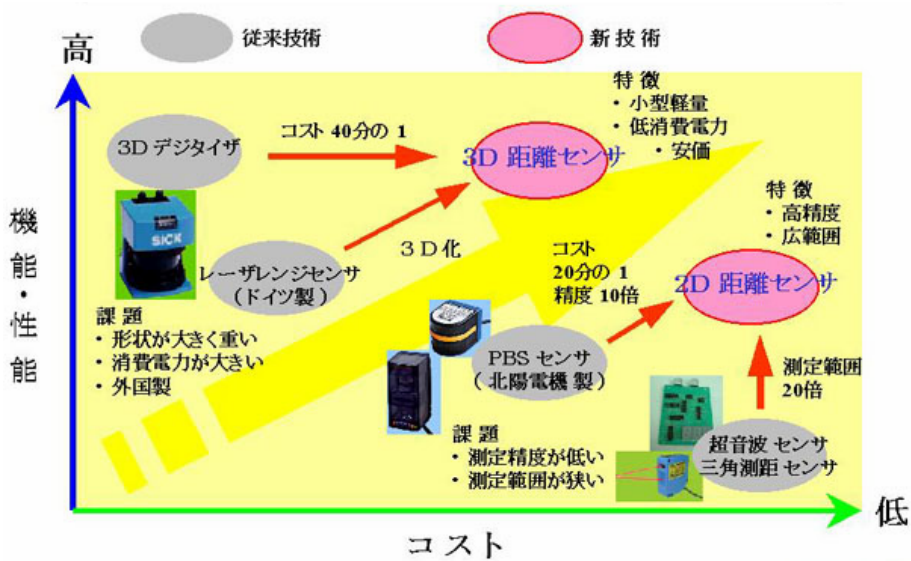 従来技術
新技術
高
特徴
・小型軽量
・低消費電力
・安価
コスト 40分の 1
3D デジタイザ
3D 距離センサ
SICK
特徴
・高精度
・広範囲
機能・性能
レーザレンジセンサ
(ドイツ製)
3D化
コスト
20分の 1
精度 10倍
2D 距離センサ
課題
・形状が大きく重い
・消費電力が大きい
・外国製
PBS センサ
(北陽電機製)
測定範囲
20倍
課題
・測定精度が低い
・測定範囲が狭い
超音波センサ
三角測距センサ
低
コスト